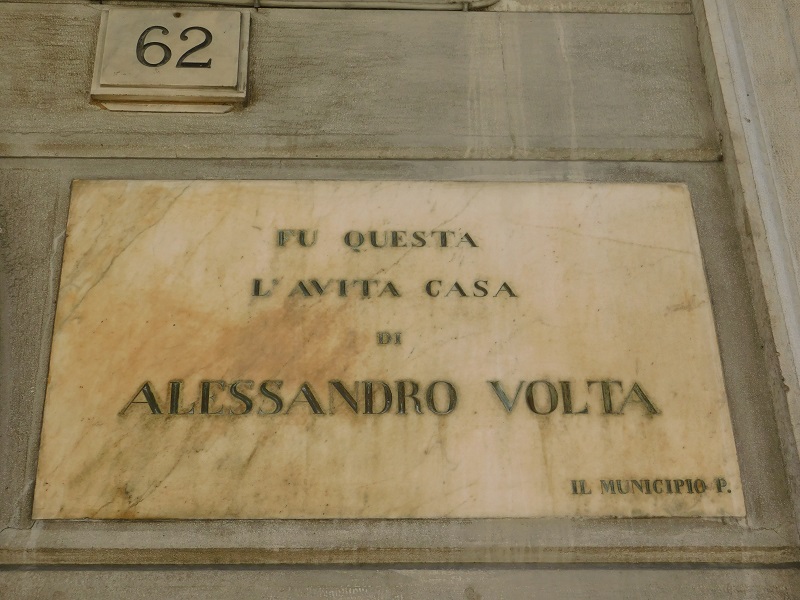 62
FU QUESTA
L'AVITA CASA
DI
ALESSANDRO VOLTA
IL MUNICIPIO P.